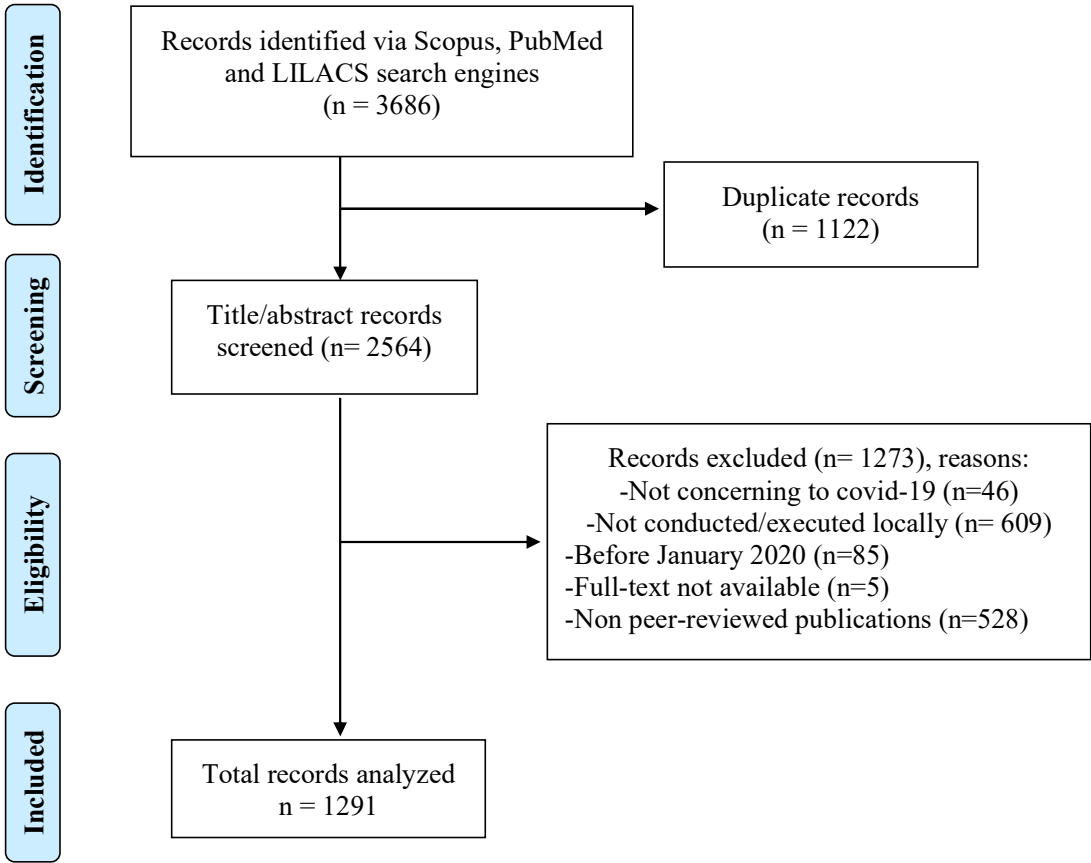 Identification
Records identified via Scopus, PubMed
and LILACS search engines
(n = 3686)
Duplicate records
(n = 1122)
Screening
Title/abstract records
screened (n= 2564)
Eligibility
Records excluded (n= 1273), reasons:
-Not concerning to covid-19 (n=46)
-Not conducted/executed locally (n= 609)
-Before January 2020 (n=85)
-Full-text not available (n=5)
-Non peer-reviewed publications (n=528)
Included
Total records analyzed
n = 1291